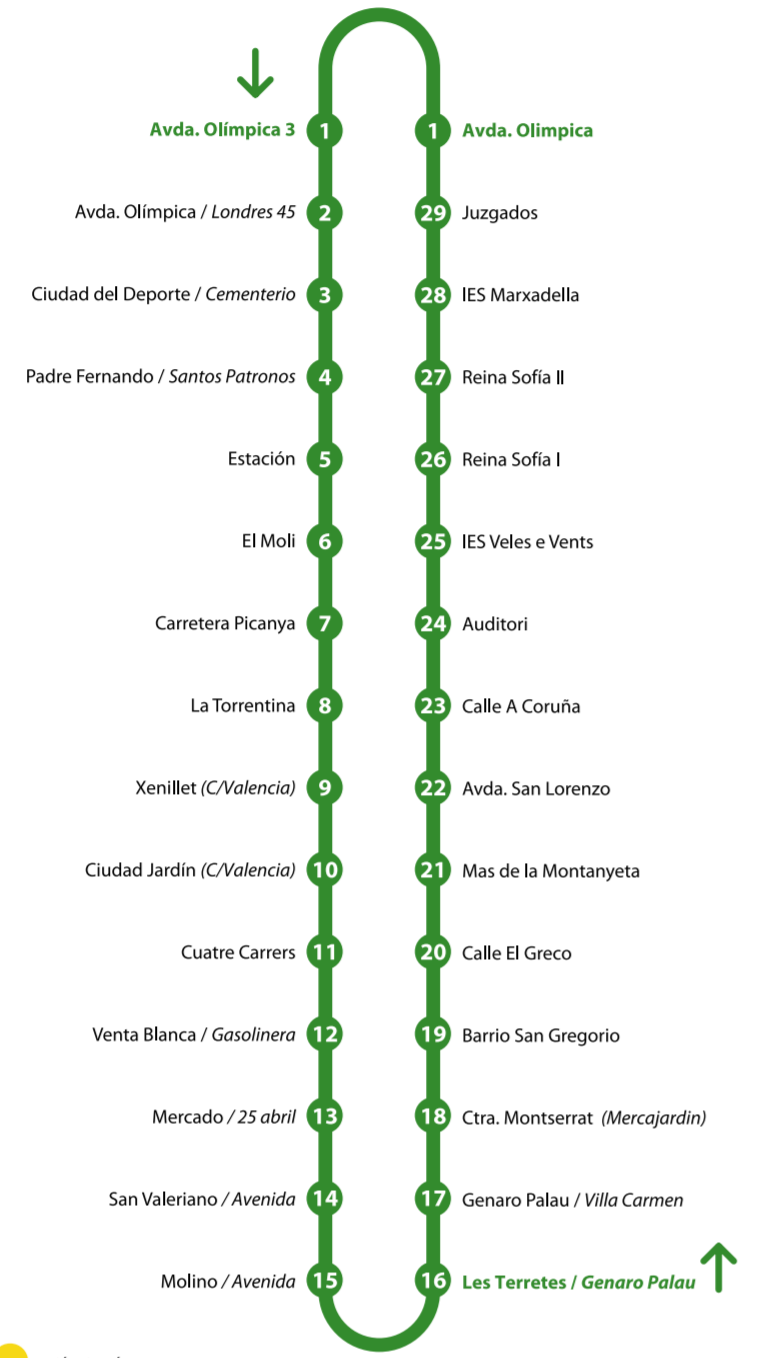 Avda. Olímpica 3 1
Avda. Olímpica / Londres 45 2
Ciudad del Deporte / Cementerio 3
Padre Fernando / Santos Patronos 4
Estación 5
El Moli 6
Carretera Picanya 7
La Torrentina 8
Xenillet (C/Valencia) 9
Ciudad Jardín (C/Valencia) 10
Cuatre Carrers 11
Venta Blanca / Gasolinera 12
Mercado / 25 abril 13
San Valeriano / Avenida 14
Molino / Avenida 15
1 Avda. Olimpica
29 Juzgados
28 IES Marxadella
27 Reina Sofía II
26 Reina Sofía I
25 IES Veles e Vents
24 Auditori
23 Calle A Coruña
22 Avda. San Lorenzo
21 Mas de la Montanyeta
20 Calle El Greco
19 Barrio San Gregorio
18 Ctra. Montserrat (Mercajardin)
17 Genaro Palau / Villa Carmen
16 Les Terretes / Genaro Palau